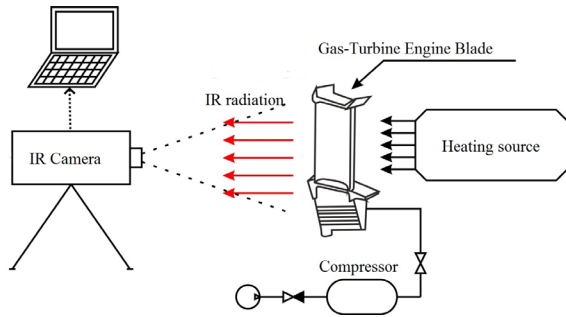 Gas-Turbine Engine Blade
IR radiation
IR Camera
Heating source
Compressor